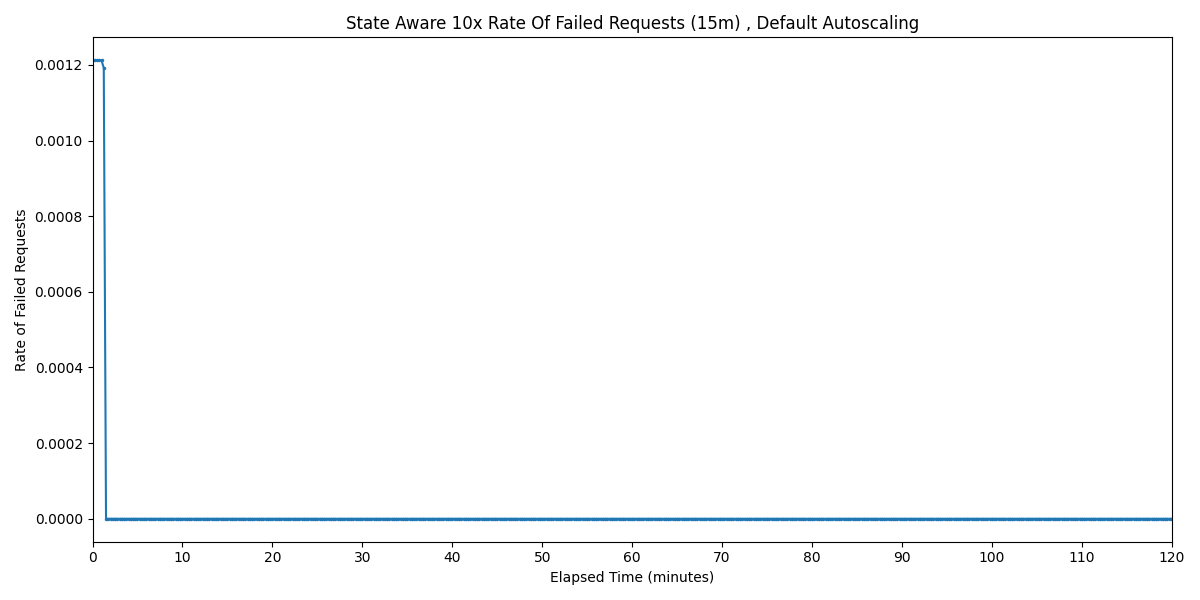 State Aware 10x Rate Of Failed Requests (15m) , Default Autoscaling
Rate of Failed Requests
0.0012
0.0010
0.0008
0.0006
0.0004
0.0002
0.0000
0 10 20 30 40 50 60 70 80 90 100 110 120
Elapsed Time (minutes)